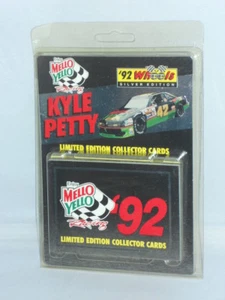 MELLO
YELLO
'92 Wheels
SILVER EDITION
KYLE
PETTY
42
LIMITED EDITION COLLECTOR CARDS
MELLO
YELLO
'92
LIMITED EDITION COLLECTOR CARDS